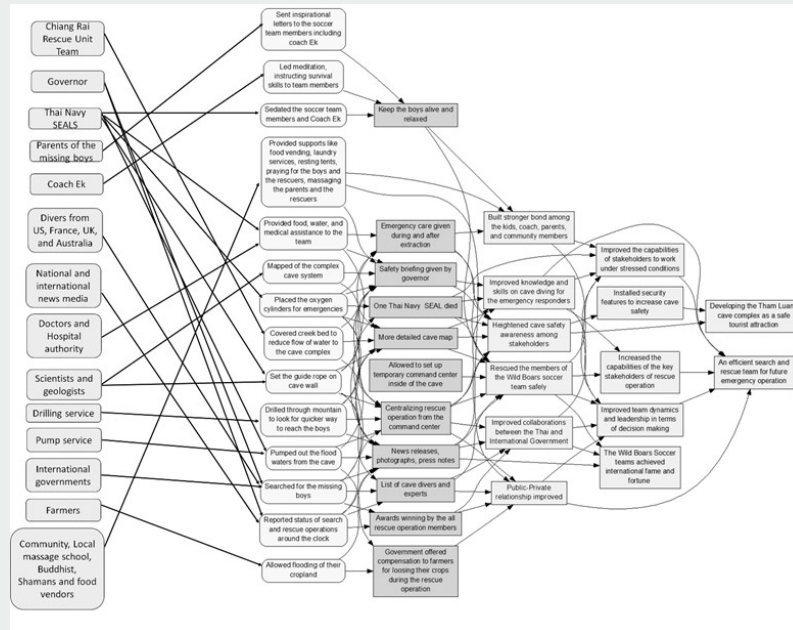 Chiang Rai
Rescue Unit
Team
Governor
Thai Navy
SEALS
Parents of the
missing boys
Coach Ek
Divers from
US, France, UK,
and Australia
National and
international
news media
Doctors and
Hospital
authority
Scientists and
geologists
Drilling service
Pump service
International
governments
Farmers
Community, Local
massage school,
Buddhist,
Shamans and food
vendors
Sent inspirational
letters to the soccer
team members including
coach Ek
Led meditation,
instructing survival
skills to team members
Sedated the soccer team
members and Coach Ek
Provided supports like
food vending, laundry
services, resting tents,
praying for the boys and
the rescuers, massaging
the parents and the
rescuers
Provided food, water, and
medical assistance to the
team
Mapped of the complex
cave system
Placed the oxygen
cylinders for emergencies
Covered creek bed to
reduce flow of water to
the cave complex
Set the guide rope on
cave wall
Drilled through mountain
to look for quicker way
to reach the boys
Pumped out the flood
waters from the cave
Searched for the missing
boys
Reported status of search
and rescue operations
around the clock
Allowed flooding of their
cropland
Keep the boys alive and
relaxed
Emergency care given
during and after
extraction
Safety briefing given by
governor
One Thai Navy SEAL died
More detailed cave map
Allowed to set up
temporary command center
inside of the cave
Centralizing rescue
operation from the
command center
News releases,
photographs, press notes
List of cave divers and
experts
Awards winning by the all
rescue operation members
Government offered
compensation to farmers
for loosing their crops
during the rescue
operation
Built stronger bond among
the kids, coach, parents,
and community members
Improved knowledge and
skills on cave diving for
the emergency responders
Heightened cave safety
awareness among
stakeholders
Rescued the members of
the Wild Boars soccer
team safely
Improved collaborations
between the Thai and
International Government
Public-Private
relationship improved
Improved the capabilities
of stakeholders to work
under stressed conditions
Installed security
features to increase cave
safety
Increased the
capabilities of the key
stakeholders of rescue
operation
Improved team dynamics
and leadership in terms
of decision making
The Wild Boars Soccer
teams achieved
international fame and
fortune
Developing the Tham Luang
cave complex as a safe
tourist attraction
An efficient search and
rescue team for future
emergency operation